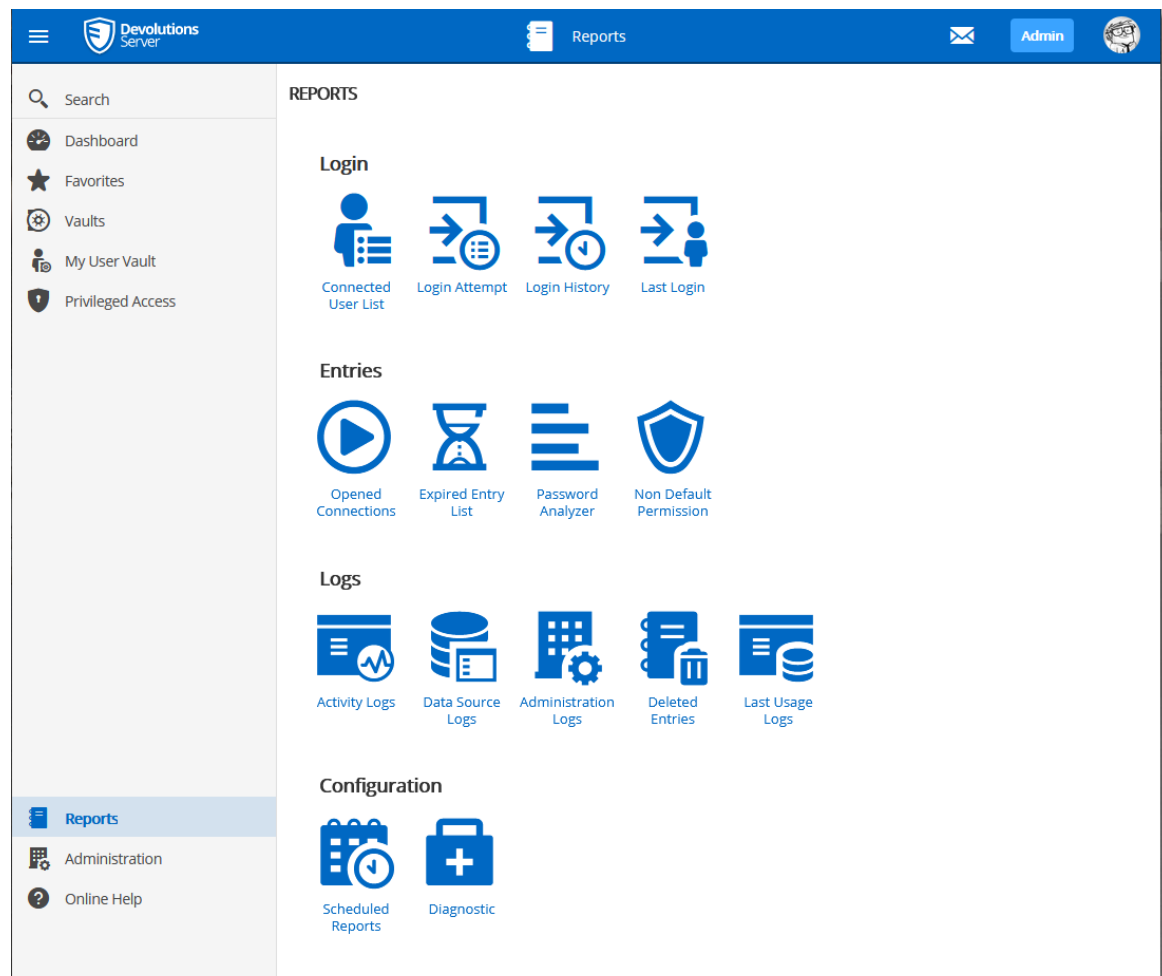 Devolutions
Server
Reports
Admin
Search
Dashboard
Favorites
Vaults
My User Vault
Privileged Access
Reports
Administration
Online Help
REPORTS
Login
Connected
User List
Login Attempt
Login History
Last Login
Entries
Opened
Connections
Expired Entry
List
Password
Analyzer
Non Default
Permission
Logs
Activity Logs
Data Source
Logs
Administration
Logs
Deleted
Entries
Last Usage
Logs
Configuration
Scheduled
Reports
Diagnostic